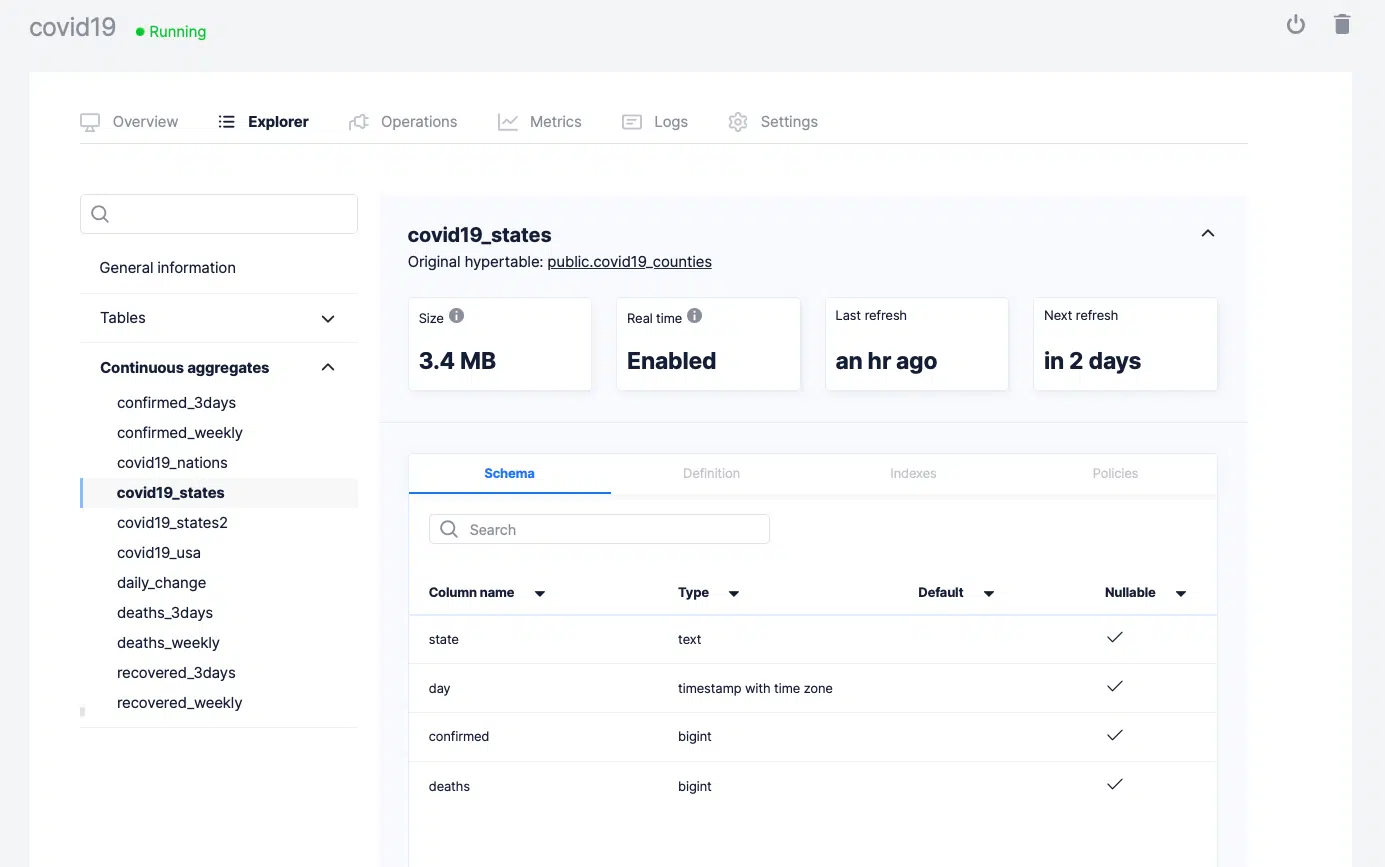 covid19 Running
Overview Explorer Operations Metrics Logs Settings
General information
Tables
Continuous aggregates
confirmed_3days
confirmed_weekly
covid19_nations
covid19_states
covid19_states2
covid19_usa
daily_change
deaths_3days
deaths_weekly
recovered_3days
recovered_weekly
covid19_states
Original hypertable: public.covid19_counties
Size Real time Last refresh Next refresh
3.4 MB Enabled an hr ago in 2 days
Schema Definition Indexes Policies
Search
Column name Type Default Nullable
state text
day timestamp with time zone
confirmed bigint
deaths bigint